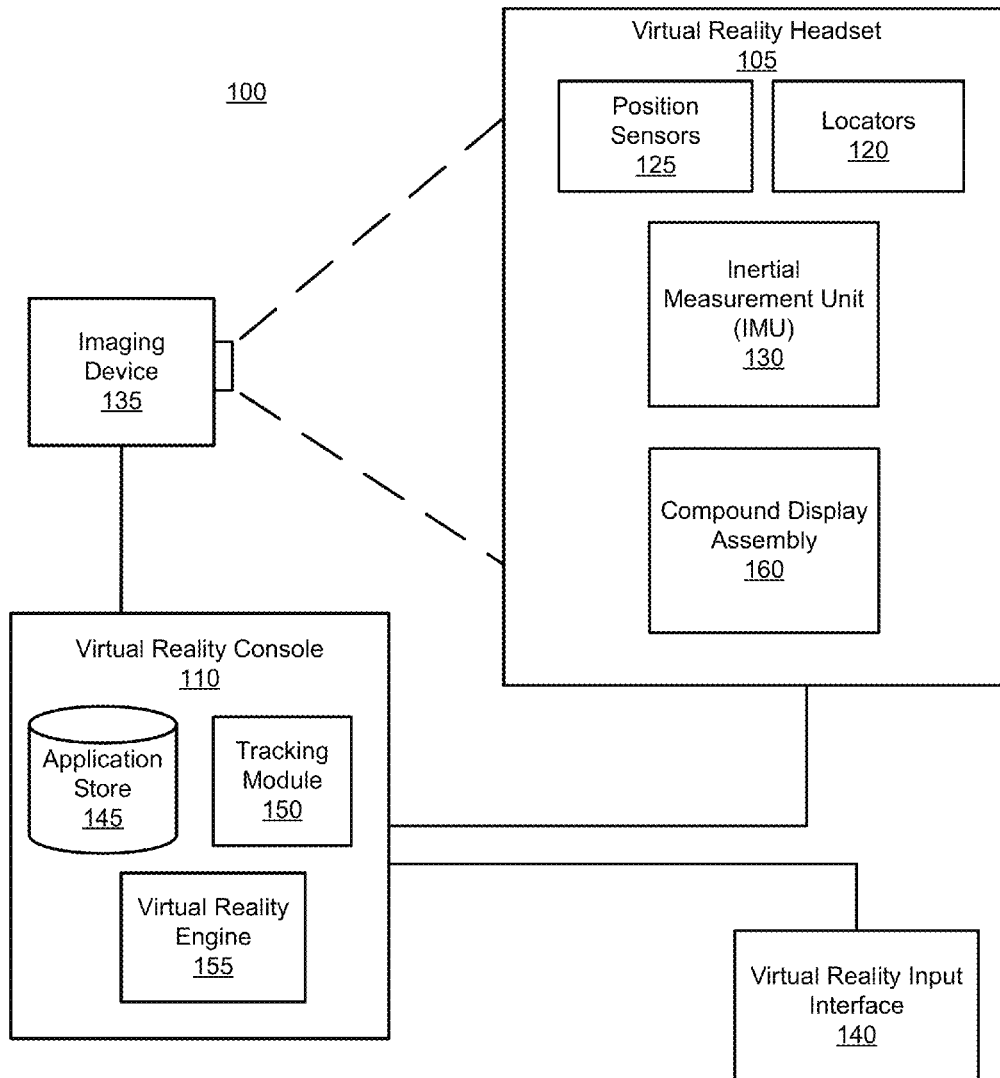 100
Virtual Reality Headset
105
Position
Sensors
125
Locators
120
Inertial
Measurement Unit
(IMU)
130
Compound Display
Assembly
160
Imaging
Device
135
Virtual Reality Console
110
Application
Store
145
Tracking
Module
150
Virtual Reality
Engine
155
Virtual Reality Input
Interface
140